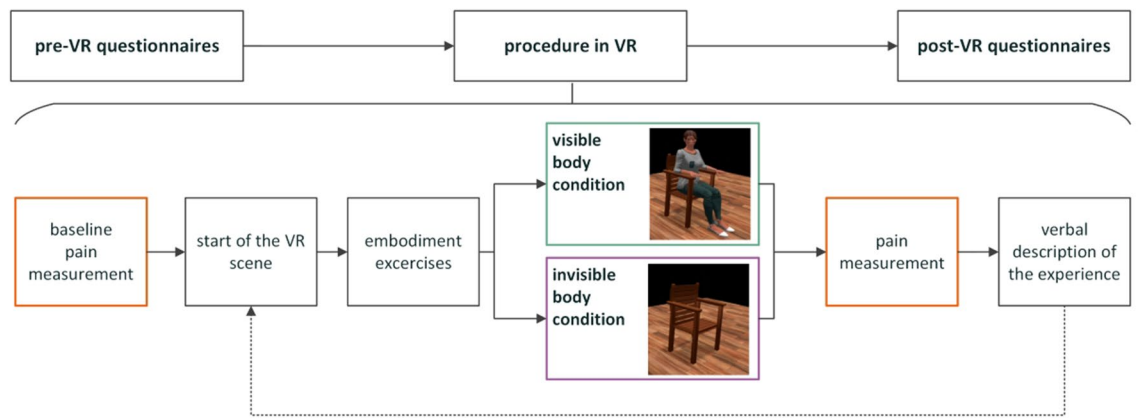 pre-VR questionnaires
procedure in VR
post-VR questionnaires
baseline
pain
measurement
start of the VR
scene
embodiment
excercises
visible
body
condition
invisible
body
condition
pain
measurement
verbal
description of
the experience